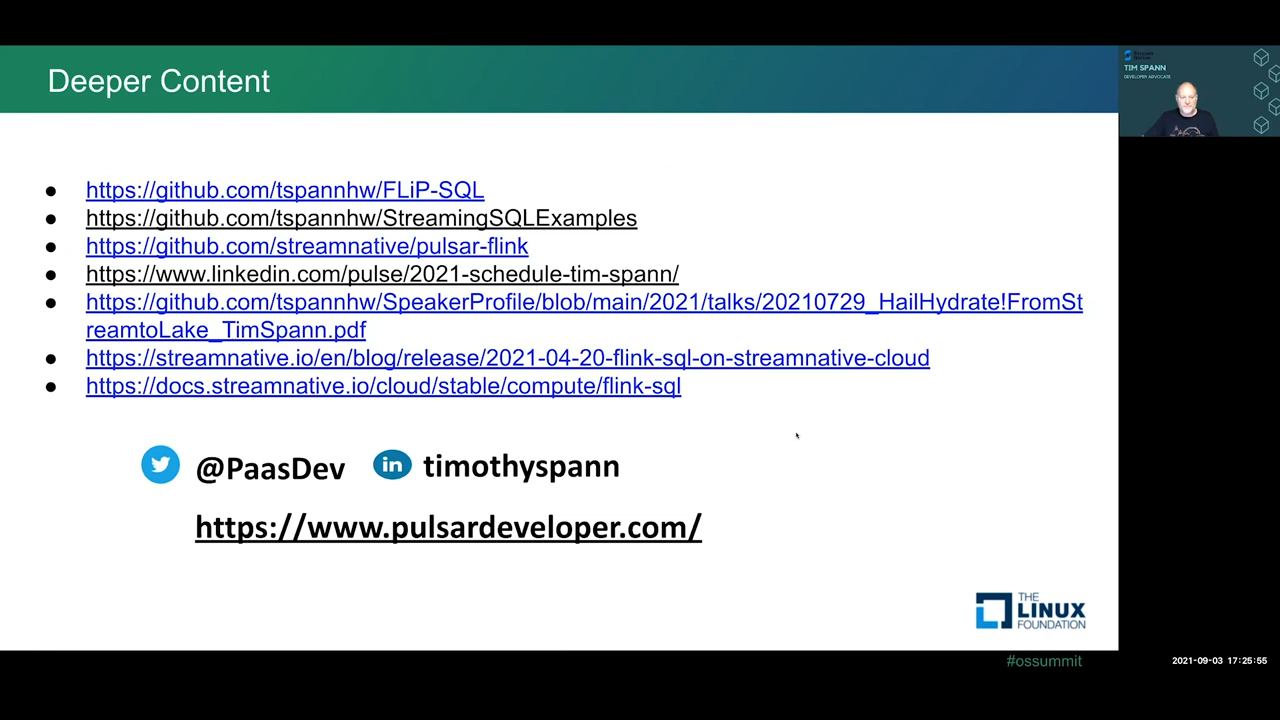 Deeper Content
TIM SPANN
DEVELOPER ADVOCATE
● https://github.com/tspannhw/FLiP-SQL
● https://github.com/tspannhw/StreamingSQLExamples
● https://github.com/streamnative/pulsar-flink
● https://www.linkedin.com/pulse/2021-schedule-tim-spann/
● https://github.com/tspannhw/SpeakerProfile/blob/main/2021/talks/20210729_HailHydrate!FromSt
reamtoLake_TimSpann.pdf
● https://streamnative.io/en/blog/release/2021-04-20-flink-sql-on-streamnative-cloud
● https://docs.streamnative.io/cloud/stable/compute/flink-sql
@PaasDev in timothyspann
https://www.pulsardeveloper.com/
THE
LINUX
FOUNDATION
#ossummit
2021-09-03 17:25:55